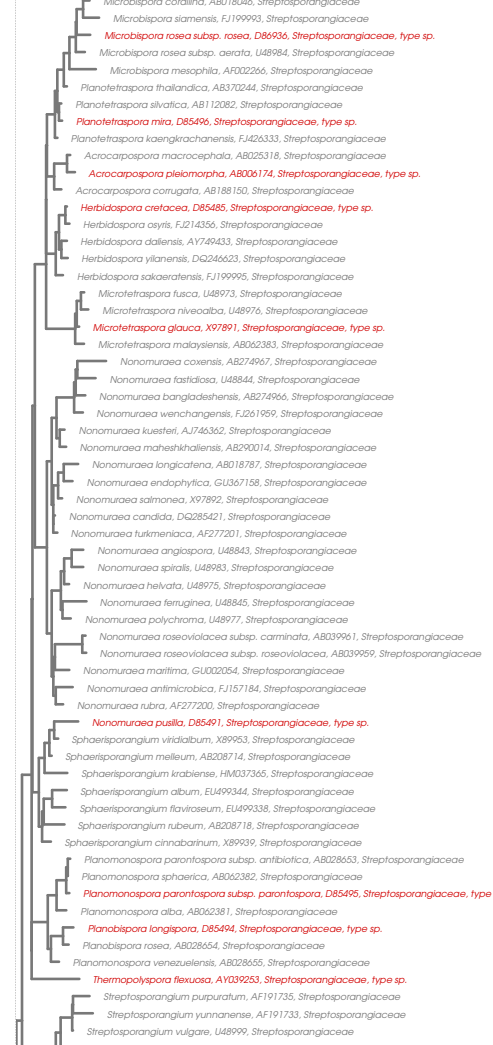 Microbispora corallina, AB018046, Streptosporangiaceae
Microbispora siamensis, FJ199993, Streptosporangiaceae
Microbispora rosea subsp. rosea, D86936, Streptosporangiaceae, type sp.
Microbispora rosea subsp. aerata, U48984, Streptosporangiaceae
Microbispora mesophila, AF002266, Streptosporangiaceae
Planotetraspora thailandica, AB370244, Streptosporangiaceae
Planotetraspora silvatica, AB112082, Streptosporangiaceae
Planotetraspora mira, D85496, Streptosporangiaceae, type sp.
Planotetraspora kaengkrachanensis, FJ426333, Streptosporangiaceae
Acrocarpospora macrocephala, AB025318, Streptosporangiaceae
Acrocarpospora pleiomorpha, AB006174, Streptosporangiaceae, type sp.
Acrocarpospora corrugata, AB188150, Streptosporangiaceae
Herbidospora cretacea, D85485, Streptosporangiaceae, type sp.
Herbidospora osyris, FJ214356, Streptosporangiaceae
Herbidospora daliensis, AY749433, Streptosporangiaceae
Herbidospora yilanensis, DQ246623, Streptosporangiaceae
Herbidospora sakaeratensis, FJ199995, Streptosporangiaceae
Microtetraspora fusca, U48973, Streptosporangiaceae
Microtetraspora niveoalba, U48976, Streptosporangiaceae
Microtetraspora glauca, X97891, Streptosporangiaceae, type sp.
Microtetraspora malaysiensis, AB062383, Streptosporangiaceae
Nonomuraea coxensis, AB274967, Streptosporangiaceae
Nonomuraea fastidiosa, U48844, Streptosporangiaceae
Nonomuraea bangladeshensis, AB274966, Streptosporangiaceae
Nonomuraea wenchangensis, FJ261959, Streptosporangiaceae
Nonomuraea kuesteri, AJ746362, Streptosporangiaceae
Nonomuraea maheshkhaliensis, AB290014, Streptosporangiaceae
Nonomuraea longicatena, AB018787, Streptosporangiaceae
Nonomuraea endophytica, GU367158, Streptosporangiaceae
Nonomuraea salmonea, X97892, Streptosporangiaceae
Nonomuraea candida, DQ285421, Streptosporangiaceae
Nonomuraea turkmeniaca, AF277201, Streptosporangiaceae
Nonomuraea angiospora, U48843, Streptosporangiaceae
Nonomuraea spiralis, U48983, Streptosporangiaceae
Nonomuraea helvata, U48975, Streptosporangiaceae
Nonomuraea ferruginea, U48845, Streptosporangiaceae
Nonomuraea polychroma, U48977, Streptosporangiaceae
Nonomuraea roseoviolacea subsp. carminata, AB039961, Streptosporangiaceae
Nonomuraea roseoviolacea subsp. roseoviolacea, AB039959, Streptosporangiaceae
Nonomuraea maritima, GU002054, Streptosporangiaceae
Nonomuraea antimicrobica, FJ157184, Streptosporangiaceae
Nonomuraea rubra, AF277200, Streptosporangiaceae
Nonomuraea pusilla, D85491, Streptosporangiaceae, type sp.
Sphaerisporangium viridialbum, X89953, Streptosporangiaceae
Sphaerisporangium melleum, AB208714, Streptosporangiaceae
Sphaerisporangium krabiense, HM037365, Streptosporangiaceae
Sphaerisporangium album, EU499344, Streptosporangiaceae
Sphaerisporangium flaviroseum, EU499338, Streptosporangiaceae
Sphaerisporangium rubeum, AB208718, Streptosporangiaceae
Sphaerisporangium cinnabarinum, X89939, Streptosporangiaceae
Planomonospora parontospora subsp. antibiotica, AB028653, Streptosporangiaceae
Planomonospora sphaerica, AB062382, Streptosporangiaceae
Planomonospora parontospora subsp. parontospora, D85495, Streptosporangiaceae, type
Planomonospora alba, AB062381, Streptosporangiaceae
Planobispora longispora, D85494, Streptosporangiaceae, type sp.
Planobispora rosea, AB028654, Streptosporangiaceae
Planomonospora venezuelensis, AB028655, Streptosporangiaceae
Thermopolyspora flexuosa, AY039253, Streptosporangiaceae, type sp.
Streptosporangium purpuratum, AF191735, Streptosporangiaceae
Streptosporangium yunnanense, AF191733, Streptosporangiaceae
Streptosporangium vulgare, U48999, Streptosporangiaceae